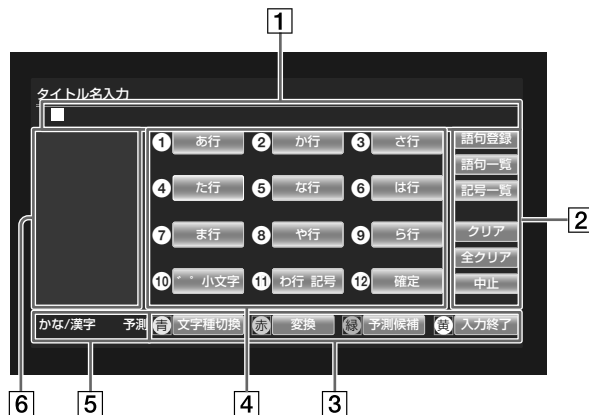 1
タイトル名入力
1 あ行 2 か行 3 さ行 語句登録
語句一覧
4 た行 5 な行 6 は行 記号一覧
2
7 ま行 8 や行 9 ら行 クリア
全クリア
10 ゛゜小文字 11 わ行 記号 12 確定 中止
かな/漢字 予測 青 文字種切換 赤 変換 緑 予測候補 黄 入力終了
6 5 4 3